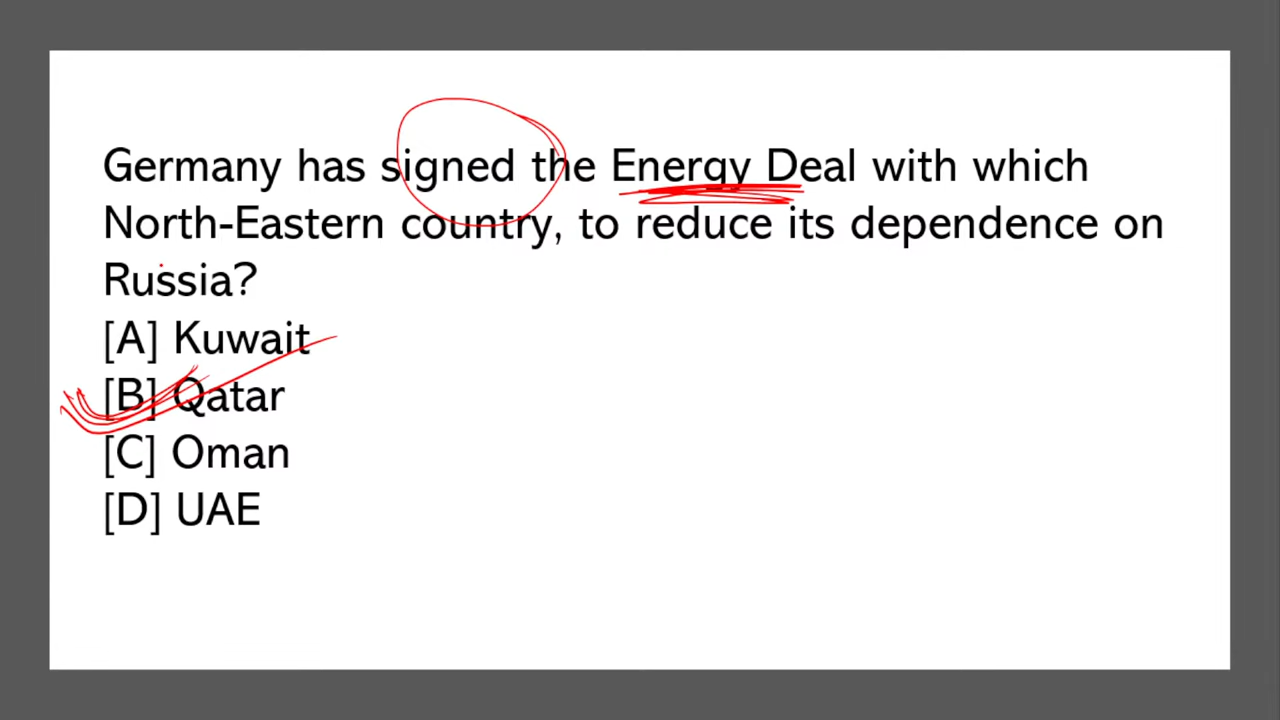 Germany has signed the Energy Deal with which
North-Eastern country, to reduce its dependence on
Russia?
[A] Kuwait
[B] Qatar
[C] Oman
[D] UAE